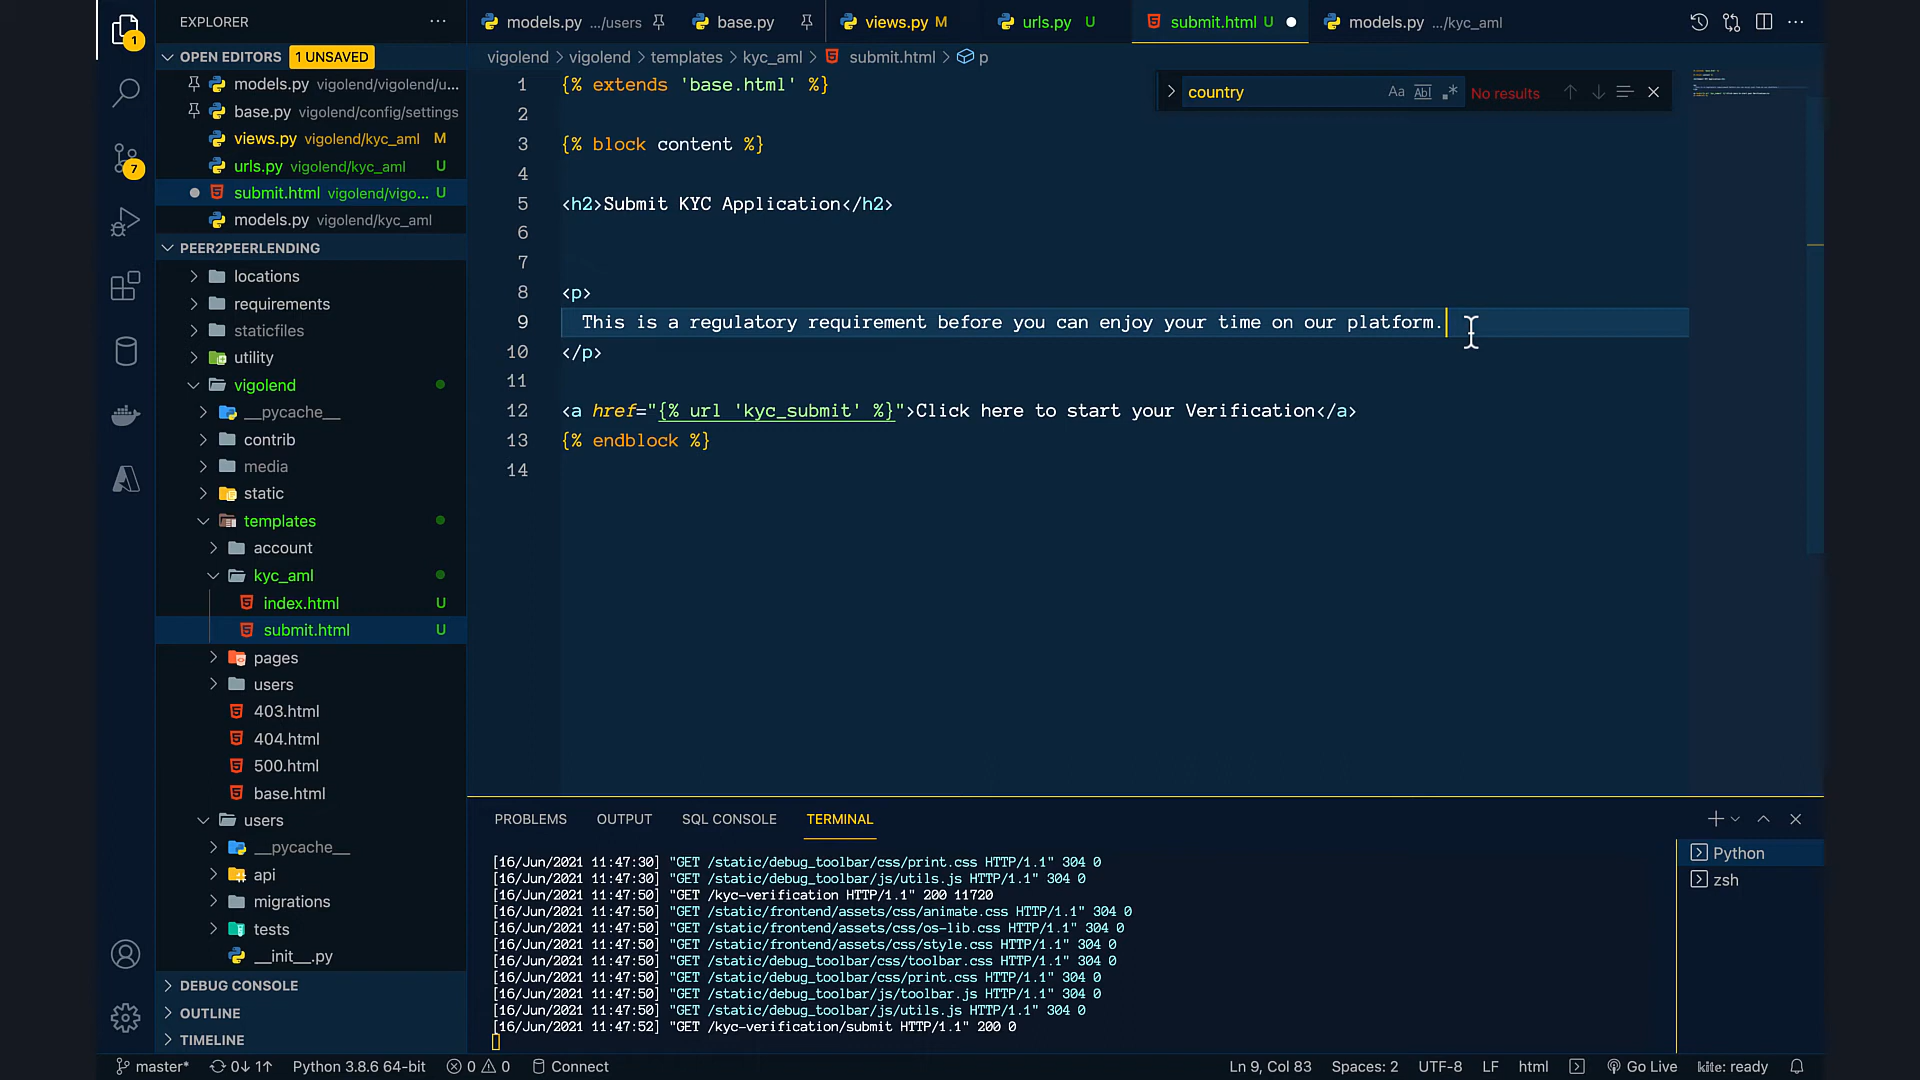 EXPLORER
OPEN EDITORS 1 UNSAVED
models.py vigolend/vigolend/u...
base.py vigolend/config/settings
views.py vigolend/kyc_aml M
urls.py vigolend/kyc_aml U
submit.html vigolend/vigo... U
models.py vigolend/kyc_aml
PEER2PEERLENDING
locations
requirements
staticfiles
utility
vigolend
__pycache__
contrib
media
static
templates
account
kyc_aml
index.html U
submit.html U
pages
users
403.html
404.html
500.html
base.html
users
__pycache__
api
migrations
tests
__init__.py
DEBUG CONSOLE
OUTLINE
TIMELINE
1
7
models.py .../users
base.py
views.py M
urls.py U
submit.html U
models.py .../kyc_aml
vigolend > vigolend > templates > kyc_aml > submit.html > p
country Aa Abl .* No results
1 {% extends 'base.html' %}
2
3 {% block content %}
4
5 <h2>Submit KYC Application</h2>
6
7
8 <p>
9 This is a regulatory requirement before you can enjoy your time on our platform.
10 </p>
11
12 <a href="{% url 'kyc_submit' %}">Click here to start your Verification</a>
13 {% endblock %}
14
PROBLEMS OUTPUT SQL CONSOLE TERMINAL
[16/Jun/2021 11:47:30] "GET /static/debug_toolbar/css/print.css HTTP/1.1" 304 0
[16/Jun/2021 11:47:30] "GET /static/debug_toolbar/js/utils.js HTTP/1.1" 304 0
[16/Jun/2021 11:47:50] "GET /kyc-verification HTTP/1.1" 200 11720
[16/Jun/2021 11:47:50] "GET /static/frontend/assets/css/animate.css HTTP/1.1" 304 0
[16/Jun/2021 11:47:50] "GET /static/frontend/assets/css/os-lib.css HTTP/1.1" 304 0
[16/Jun/2021 11:47:50] "GET /static/frontend/assets/css/style.css HTTP/1.1" 304 0
[16/Jun/2021 11:47:50] "GET /static/debug_toolbar/css/toolbar.css HTTP/1.1" 304 0
[16/Jun/2021 11:47:50] "GET /static/debug_toolbar/css/print.css HTTP/1.1" 304 0
[16/Jun/2021 11:47:50] "GET /static/debug_toolbar/js/toolbar.js HTTP/1.1" 304 0
[16/Jun/2021 11:47:50] "GET /static/debug_toolbar/js/utils.js HTTP/1.1" 304 0
[16/Jun/2021 11:47:52] "GET /kyc-verification/submit HTTP/1.1" 200 0
Python
zsh
master* 0↓ 1↑ Python 3.8.6 64-bit 0 0 Connect Ln 9, Col 83 Spaces: 2 UTF-8 LF html Go Live kite: ready